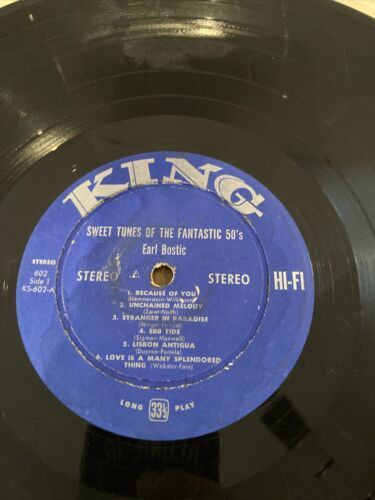 KING
SWEET TUNES OF THE FANTASTIC 50's
Earl Bostic
STEREO
602
Side 1
KS-602-A
STEREO
STEREO
HI-FI
1. BECAUSE OF YOU
(Hammerstein-Wilkinson)
2. UNCHAINED MELODY
(Zaret-North)
3. STRANGER IN PARADISE
4. EBB TIDE
(Sigman-Maxwell)
5. LISBON ANTIGUA
(Dupree-Portela)
6. LOVE IS A MANY SPLENDORED
THING (Webster-Fain)
LONG 33⅓ PLAY